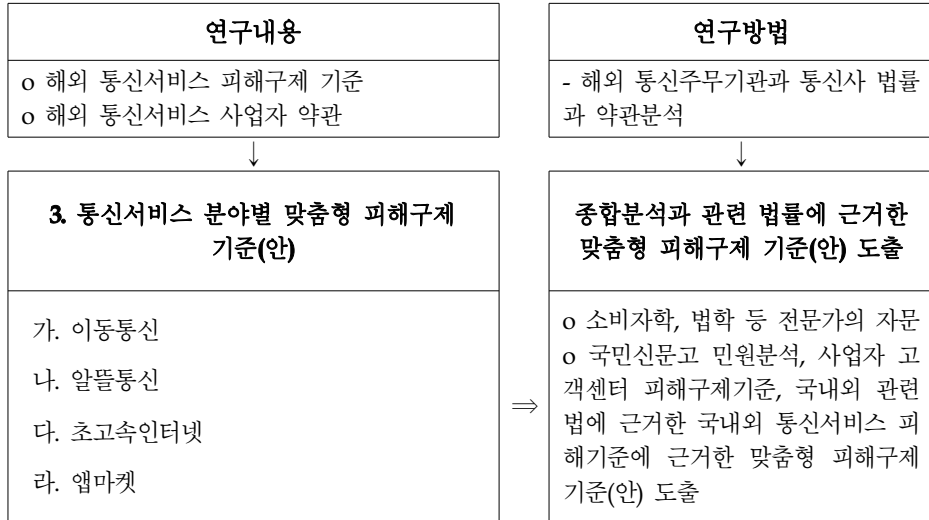 연구내용
o 해외 통신서비스 피해구제 기준
o 해외 통신서비스 사업자 약관
연구방법
- 해외 통신주무기관과 통신사 법률
과 약관분석
↓
↓
3. 통신서비스 분야별 맞춤형 피해구제
기준(안)
가. 이동통신
나. 알뜰통신
다. 초고속인터넷
라. 앱마켓
⇒
종합분석과 관련 법률에 근거한
맞춤형 피해구제 기준(안) 도출
o 소비자학, 법학 등 전문가의 자문
o 국민신문고 민원분석, 사업자 고
객센터 피해구제기준, 국내외 관련
법에 근거한 국내외 통신서비스 피
해기준에 근거한 맞춤형 피해구제
기준(안) 도출